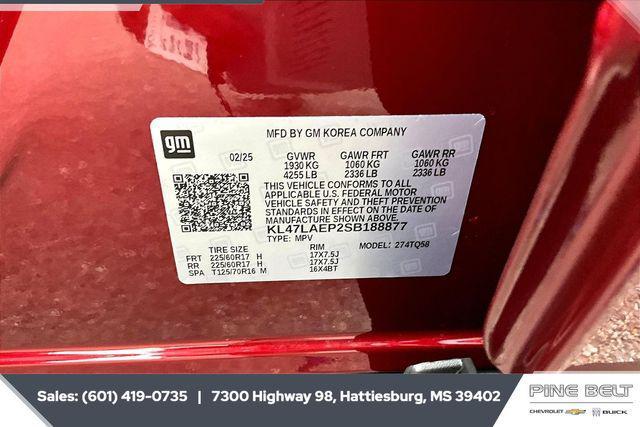 gm
MFD BY GM KOREA COMPANY
02/25 GVWR GAWR FRT GAWR RR
1930 KG 1060 KG 1060 KG
4255 LB 2336 LB 2336 LB
THIS VEHICLE CONFORMS TO ALL
APPLICABLE U.S. FEDERAL MOTOR
VEHICLE SAFETY AND THEFT PREVENTION
STANDARDS IN EFFECT ON THE DATE OF
MANUFACTURE SHOWN ABOVE.
KL47LAEP2SB188877
TYPE: MPV MODEL: 274TQ58
TIRE SIZE RIM
FRT 225/60R17 H 17X7.5J
RR 225/60R17 H 17X7.5J
SPA T125/70R16 M 16X4BT
Sales: (601) 419-0735 | 7300 Highway 98, Hattiesburg, MS 39402
PINE BELT
CHEVROLET BUICK